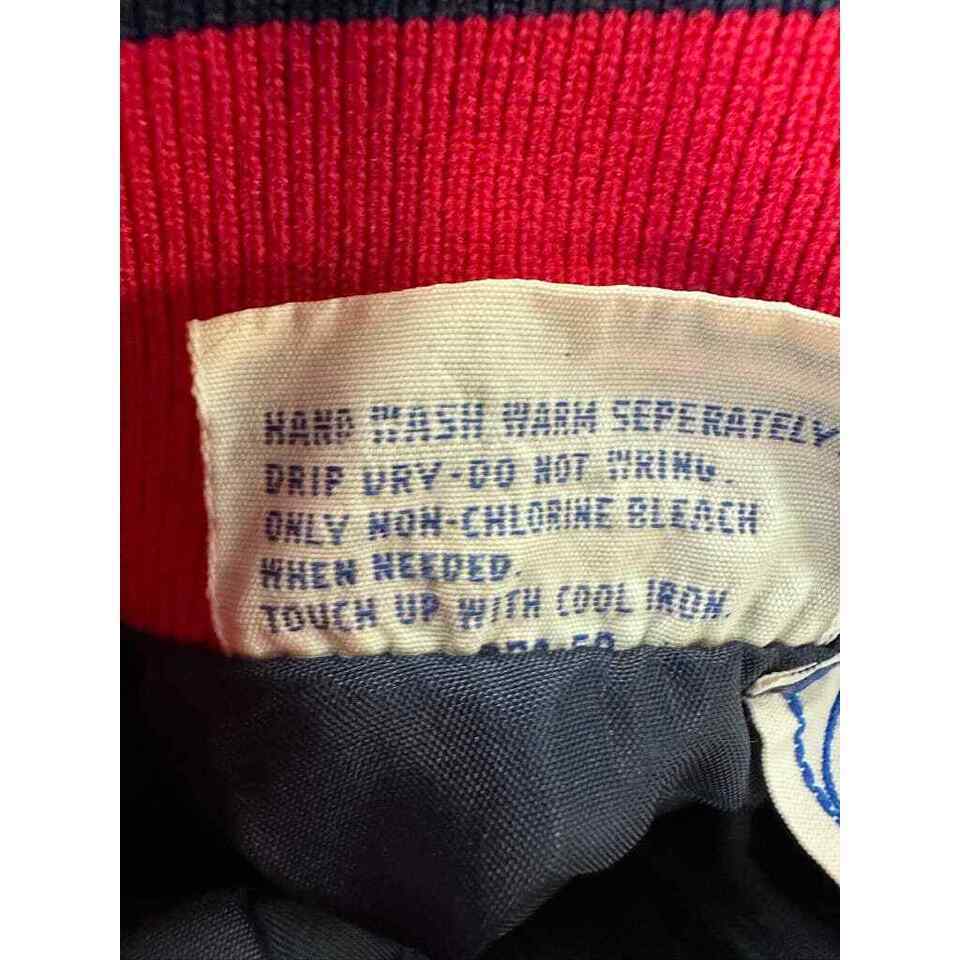 HAND WASH WARM SEPERATELY,
DRIP DRY-DO NOT WRING.
ONLY NON-CHLORINE BLEACH
WHEN NEEDED.
TOUCH UP WITH COOL IRON.